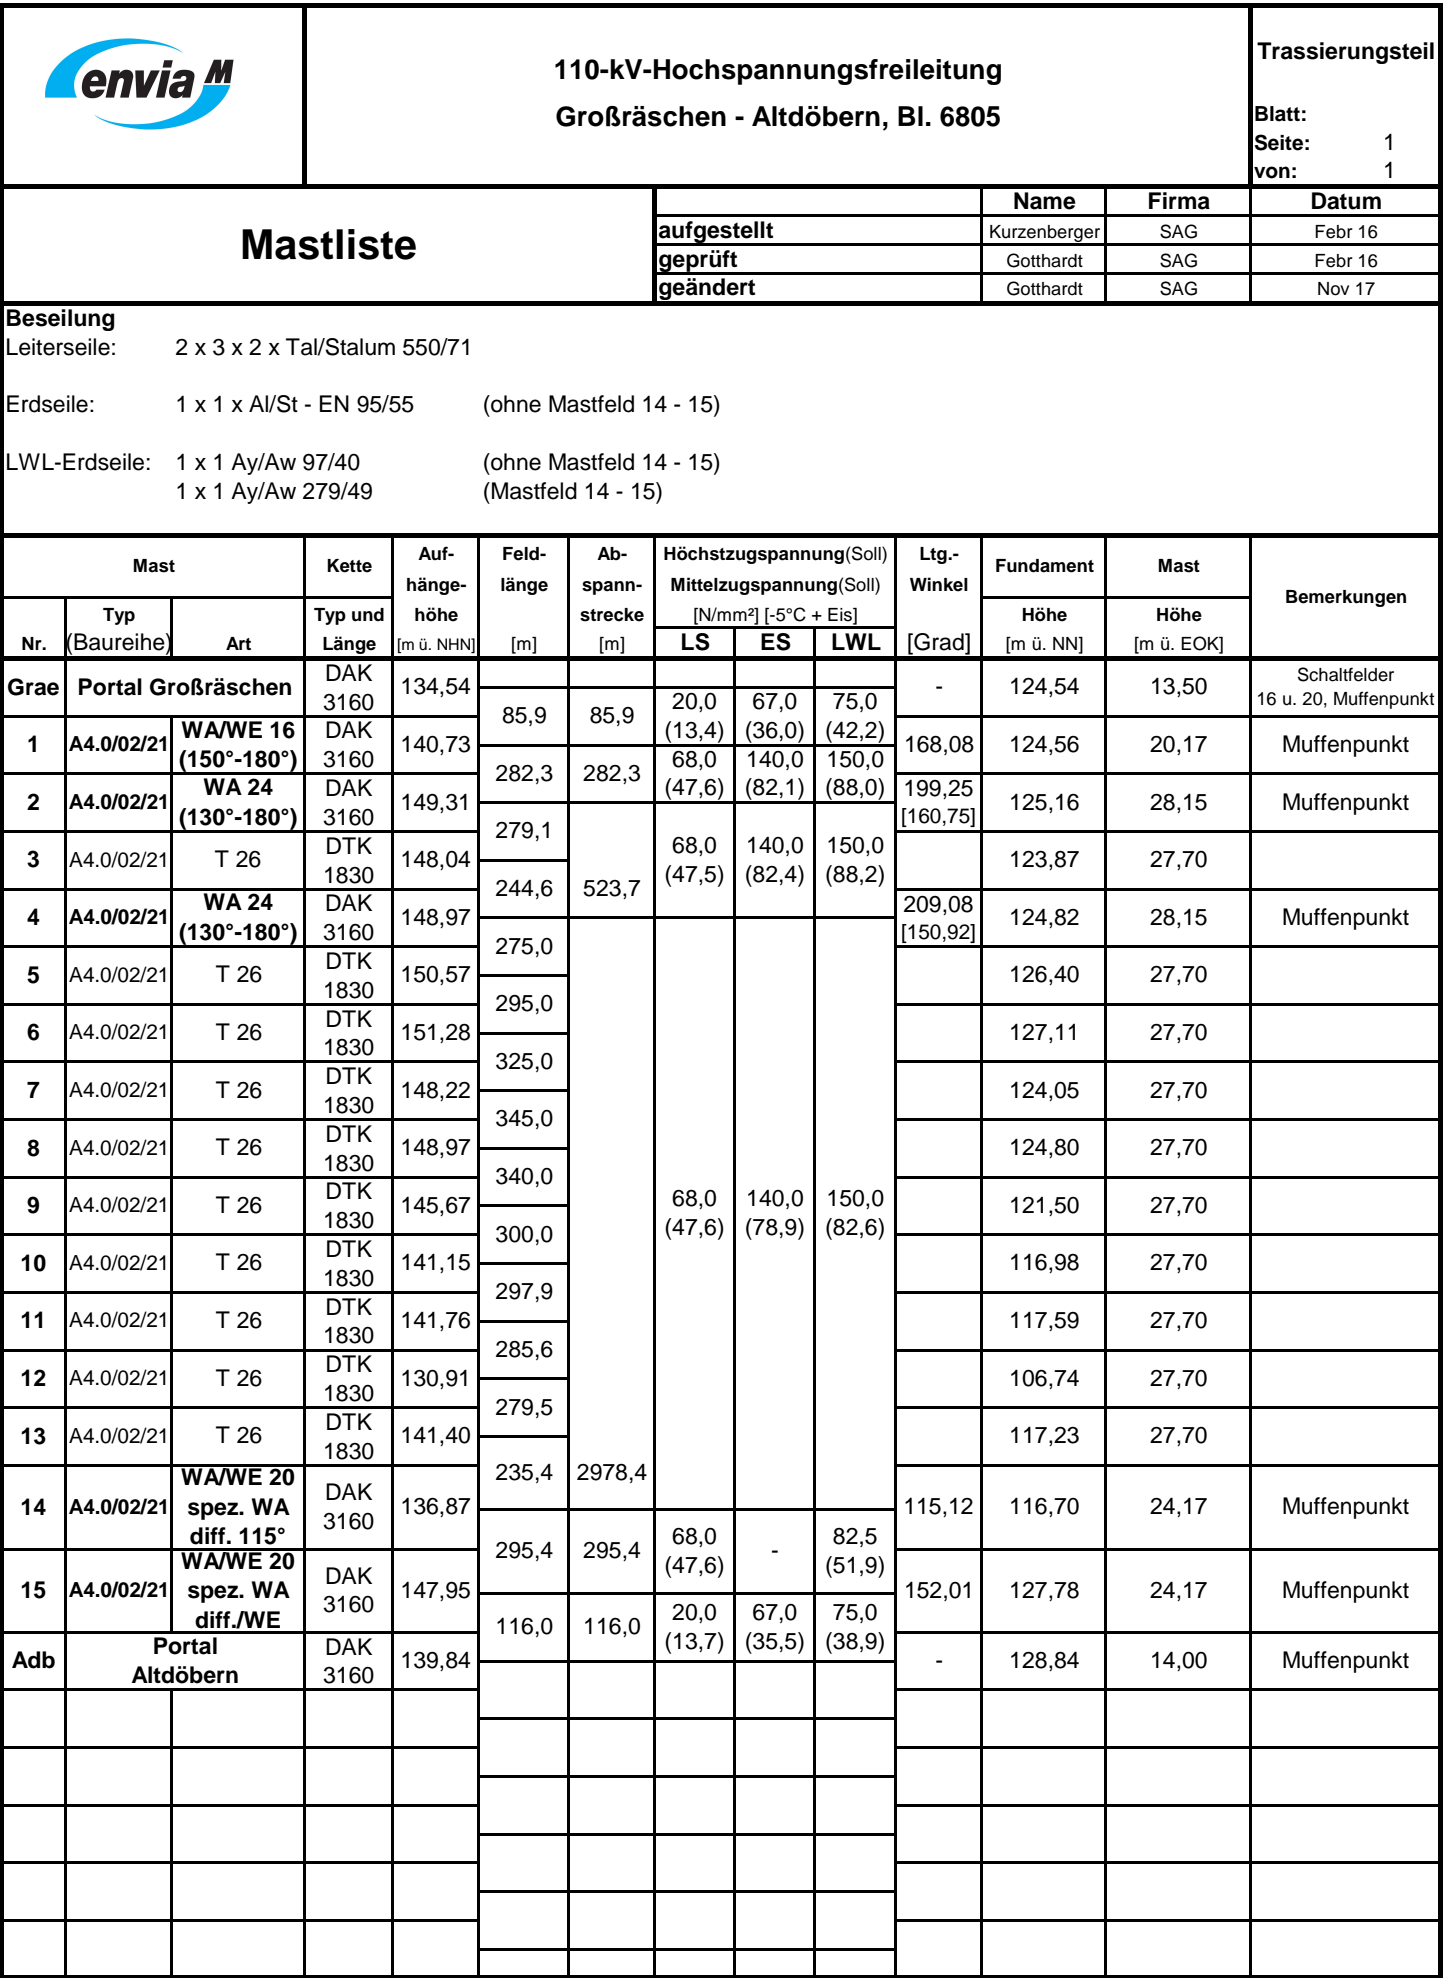 envia M
110-kV-Hochspannungsfreileitung
Großräschen - Altdöbern, Bl. 6805
Trassierungsteil
Blatt:
Seite: 1
von: 1
Mastliste
Name Firma Datum
aufgestellt Kurzenberger SAG Febr 16
geprüft Gotthardt SAG Febr 16
geändert Gotthardt SAG Nov 17
Beseilung
Leiterseile: 2 x 3 x 2 x Tal/Stalum 550/71
Erdseile: 1 x 1 x Al/St - EN 95/55 (ohne Mastfeld 14 - 15)
LWL-Erdseile: 1 x 1 Ay/Aw 97/40 (ohne Mastfeld 14 - 15)
1 x 1 Ay/Aw 279/49 (Mastfeld 14 - 15)
Mast Kette Auf- Feld- Ab- Höchstzugspannung(Soll) Ltg.- Fundament Mast Bemerkungen
hänge- länge spann- Mittelzugspannung(Soll) Winkel
Typ Typ und höhe strecke [N/mm²] [-5°C + Eis] Höhe Höhe
Nr. (Baureihe) Art Länge [m ü. NHN] [m] [m] LS ES LWL [Grad] [m ü. NN] [m ü. EOK]
Grae Portal Großräschen DAK 3160 134,54 - 124,54 13,50 Schaltfelder
16 u. 20, Muffenpunkt
85,9 85,9 20,0 67,0 75,0
(13,4) (36,0) (42,2)
1 A4.0/02/21 WA/WE 16 (150°-180°) DAK 3160 140,73 168,08 124,56 20,17 Muffenpunkt
282,3 282,3 68,0 140,0 150,0
(47,6) (82,1) (88,0)
2 A4.0/02/21 WA 24 (130°-180°) DAK 3160 149,31 199,25 [160,75] 125,16 28,15 Muffenpunkt
279,1
68,0 140,0 150,0
(47,5) (82,4) (88,2)
3 A4.0/02/21 T 26 DTK 1830 148,04 123,87 27,70
244,6 523,7
4 A4.0/02/21 WA 24 (130°-180°) DAK 3160 148,97 209,08 [150,92] 124,82 28,15 Muffenpunkt
275,0
5 A4.0/02/21 T 26 DTK 1830 150,57 126,40 27,70
295,0
6 A4.0/02/21 T 26 DTK 1830 151,28 127,11 27,70
325,0
7 A4.0/02/21 T 26 DTK 1830 148,22 124,05 27,70
345,0
8 A4.0/02/21 T 26 DTK 1830 148,97 124,80 27,70
340,0
9 A4.0/02/21 T 26 DTK 1830 145,67 121,50 27,70
68,0 140,0 150,0
(47,6) (78,9) (82,6)
300,0
10 A4.0/02/21 T 26 DTK 1830 141,15 116,98 27,70
297,9
11 A4.0/02/21 T 26 DTK 1830 141,76 117,59 27,70
285,6
12 A4.0/02/21 T 26 DTK 1830 130,91 106,74 27,70
279,5
13 A4.0/02/21 T 26 DTK 1830 141,40 117,23 27,70
235,4 2978,4
14 A4.0/02/21 WA/WE 20 spez. WA diff. 115° DAK 3160 136,87 115,12 116,70 24,17 Muffenpunkt
295,4 295,4 68,0 - 82,5
(47,6) (51,9)
15 A4.0/02/21 WA/WE 20 spez. WA diff./WE DAK 3160 147,95 152,01 127,78 24,17 Muffenpunkt
116,0 116,0 20,0 67,0 75,0
(13,7) (35,5) (38,9)
Adb Portal Altdöbern DAK 3160 139,84 - 128,84 14,00 Muffenpunkt